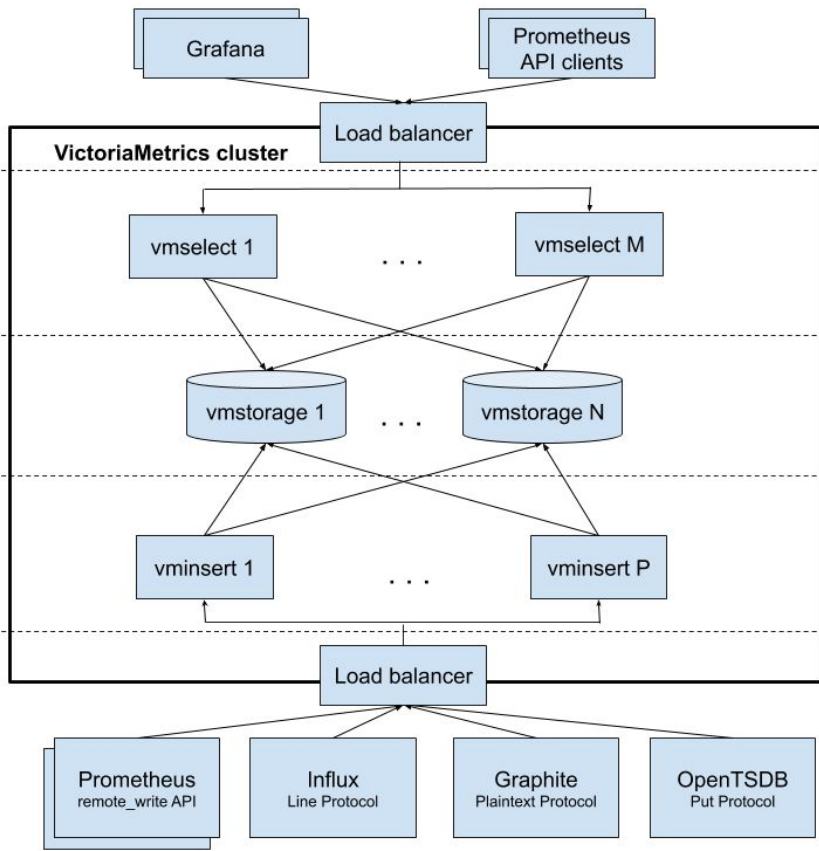 Grafana
Prometheus
API clients
Load balancer
VictoriaMetrics cluster
vmselect 1
. . .
vmselect M
vmstorage 1
. . .
vmstorage N
vminsert 1
. . .
vminsert P
Load balancer
Prometheus
remote_write API
Influx
Line Protocol
Graphite
Plaintext Protocol
OpenTSDB
Put Protocol